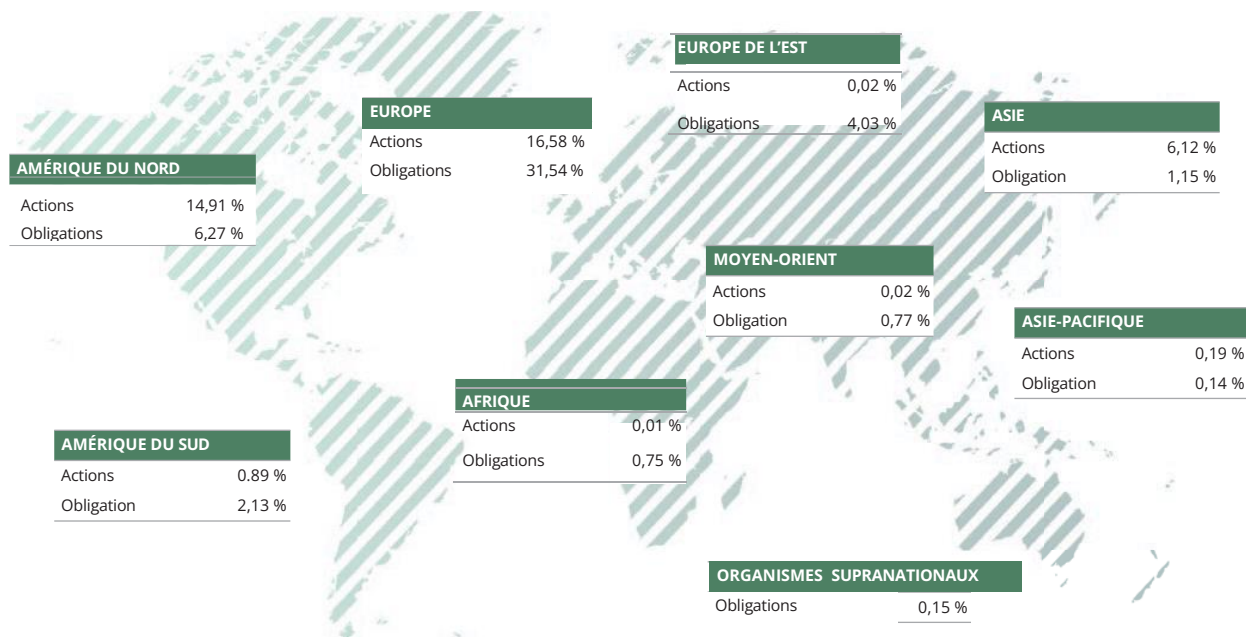 EUROPE DE L'EST
Actions 0,02 %
Obligations 4,03 %
EUROPE
Actions 16,58 %
Obligations 31,54 %
ASIE
Actions 6,12 %
Obligation 1,15 %
AMÉRIQUE DU NORD
Actions 14,91 %
Obligations 6,27 %
MOYEN-ORIENT
Actions 0,02 %
Obligation 0,77 %
ASIE-PACIFIQUE
Actions 0,19 %
Obligation 0,14 %
AFRIQUE
Actions 0,01 %
Obligations 0,75 %
AMÉRIQUE DU SUD
Actions 0.89 %
Obligation 2,13 %
ORGANISMES SUPRANATIONAUX
Obligations 0,15 %